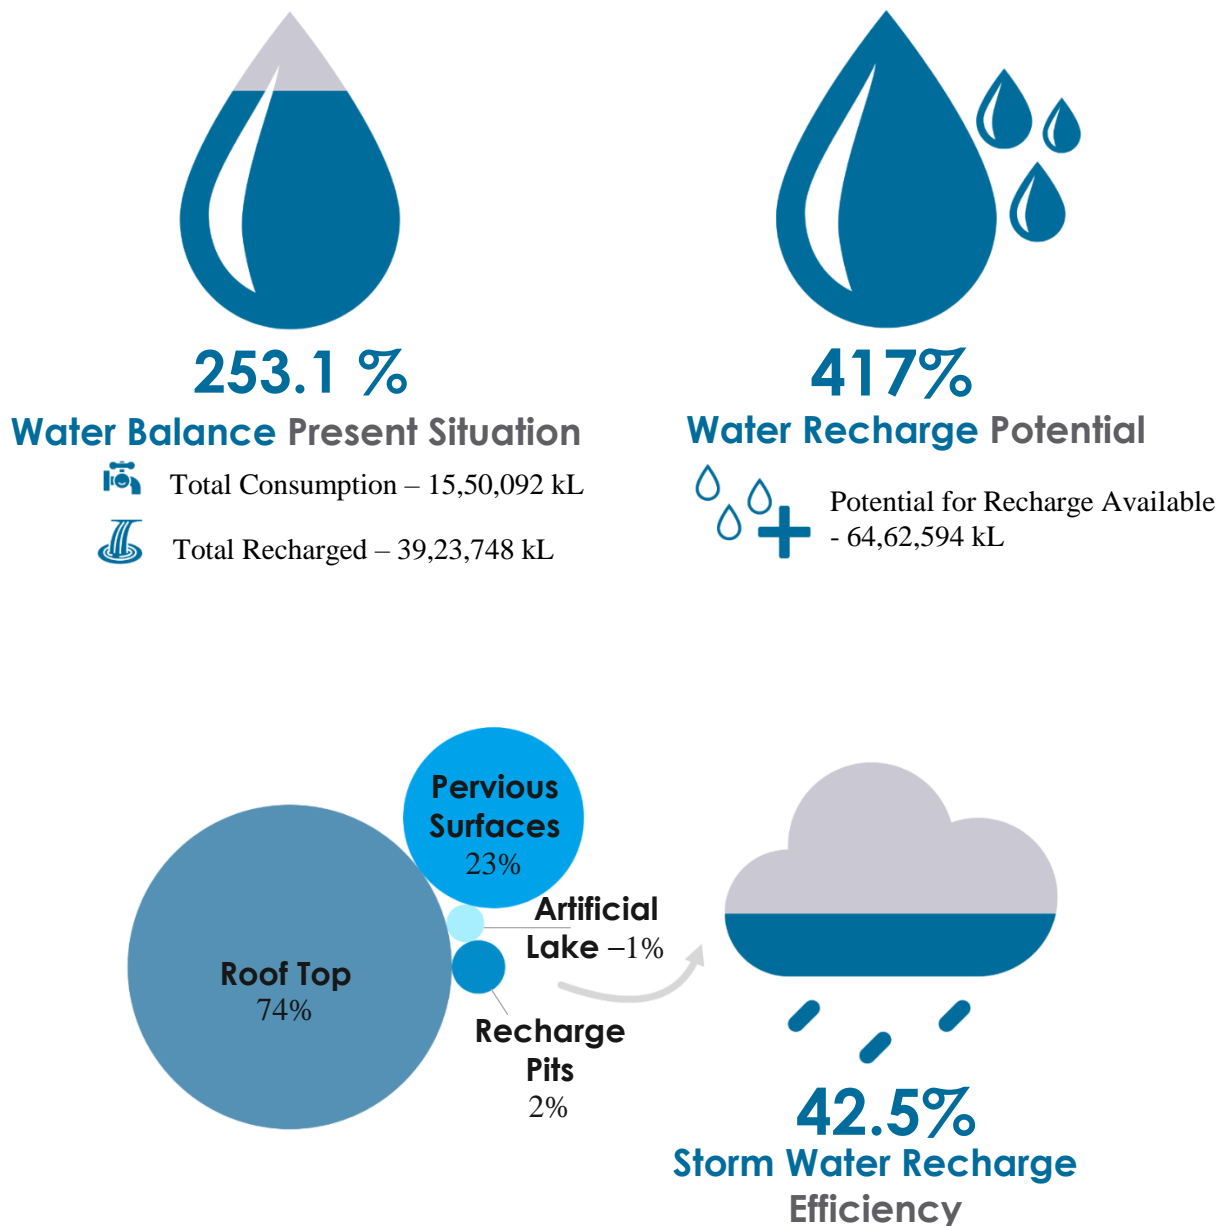 253.1 %
Water Balance Present Situation
Total Consumption – 15,50,092 kL
Total Recharged – 39,23,748 kL
417%
Water Recharge Potential
Potential for Recharge Available
- 64,62,594 kL
Pervious
Surfaces
23%
Artificial
Lake –1%
Roof Top
74%
Recharge
Pits
2%
42.5%
Storm Water Recharge
Efficiency